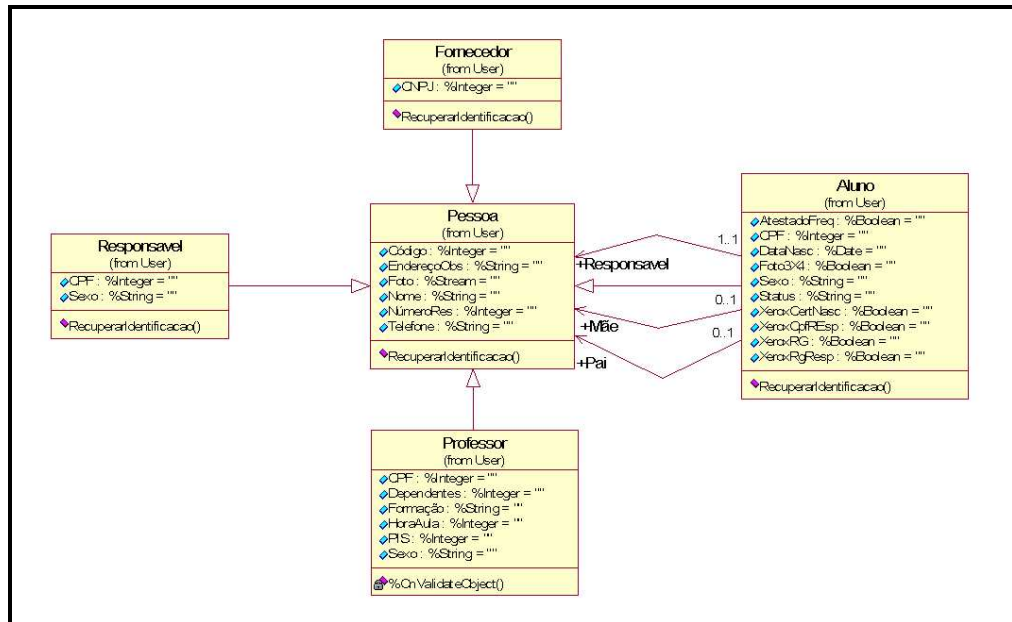 Fornecedor
(from User)
CNPJ : %Integer = ""
RecuperarIdentificacao()
Responsavel
(from User)
CPF : %Integer = ""
Sexo : %String = ""
RecuperarIdentificacao()
Pessoa
(from User)
Código : %Integer = ""
EndereçoObs : %String = ""
Foto : %Stream = ""
Nome : %String = ""
NúmeroRes : %Integer = ""
Telefone : %String = ""
RecuperarIdentificacao()
1..1
+Responsavel
0..1
+Mãe
0..1
+Pai
Aluno
(from User)
AtestadoFreq : %Boolean = ""
CPF : %Integer = ""
DataNasc : %Date = ""
Foto3X4 : %Boolean = ""
Sexo : %String = ""
Status : %String = ""
XeroxCertNasc : %Boolean = ""
XeroxCpfREsp : %Boolean = ""
XeroxRG : %Boolean = ""
XeroxRgResp : %Boolean = ""
RecuperarIdentificacao()
Professor
(from User)
CPF : %Integer = ""
Dependentes : %Integer = ""
Formação : %String = ""
HoraAula : %Integer = ""
PIS : %Integer = ""
Sexo : %String = ""
%OnValidateObject()